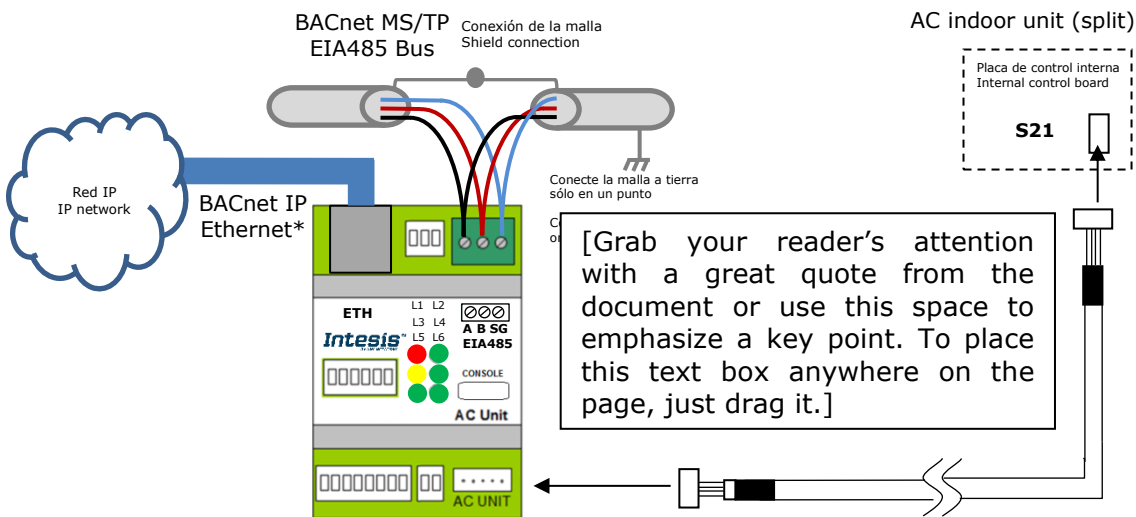 BACnet MS/TP
EIA485 Bus
Conexión de la malla
Shield connection
AC indoor unit (split)
Placa de control interna
Internal control board
S21
Red IP
IP network
BACnet IP
Ethernet*
Conecte la malla a tierra
sólo en un punto
[Grab your reader’s attention
with a great quote from the
document or use this space to
emphasize a key point. To place
this text box anywhere on the
page, just drag it.]
ETH
L1 L2
L3 L4
L5 L6
A B SG
EIA485
Intesis™
CONSOLE
AC Unit
AC UNIT